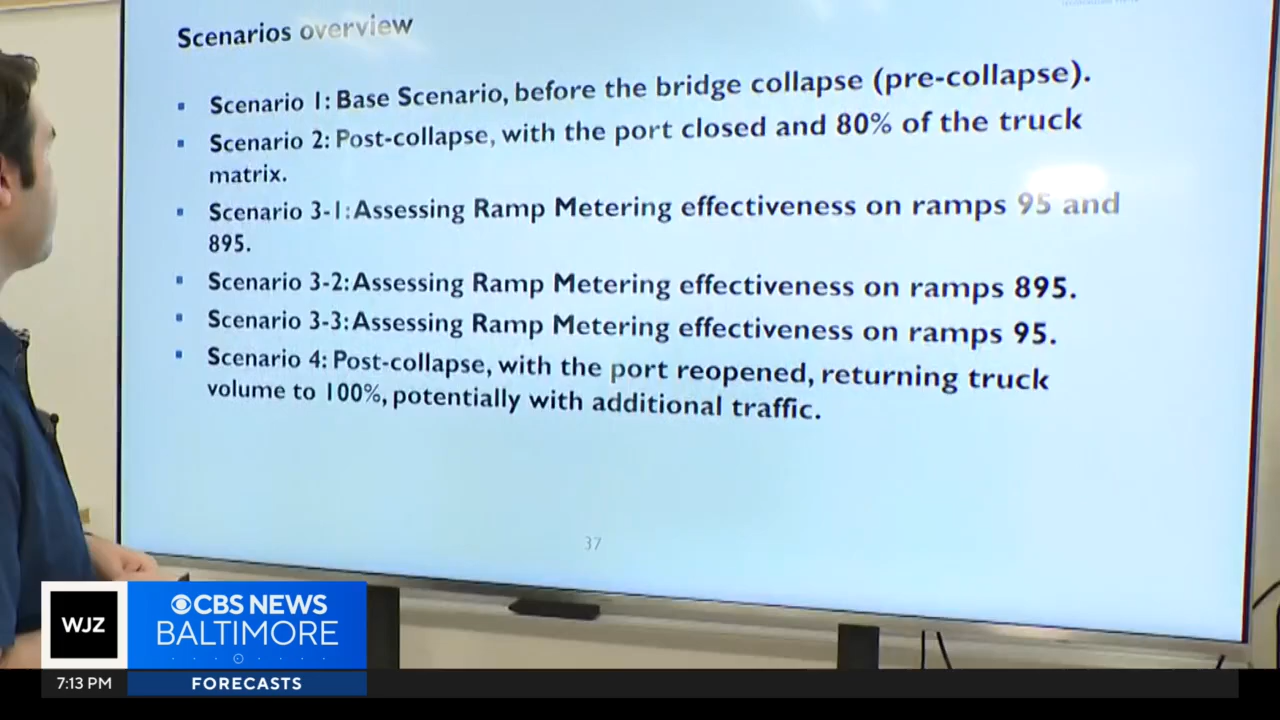 Scenarios overview
Scenario 1: Base Scenario, before the bridge collapse (pre-collapse).
Scenario 2: Post-collapse, with the port closed and 80% of the truck
matrix.
Scenario 3-1: Assessing Ramp Metering effectiveness on ramps 95 and
895.
Scenario 3-2: Assessing Ramp Metering effectiveness on ramps 895.
Scenario 3-3: Assessing Ramp Metering effectiveness on ramps 95.
Scenario 4: Post-collapse, with the port reopened, returning truck
volume to 100%, potentially with additional traffic.
37
WJZ
CBS NEWS
BALTIMORE
7:13 PM
FORECASTS